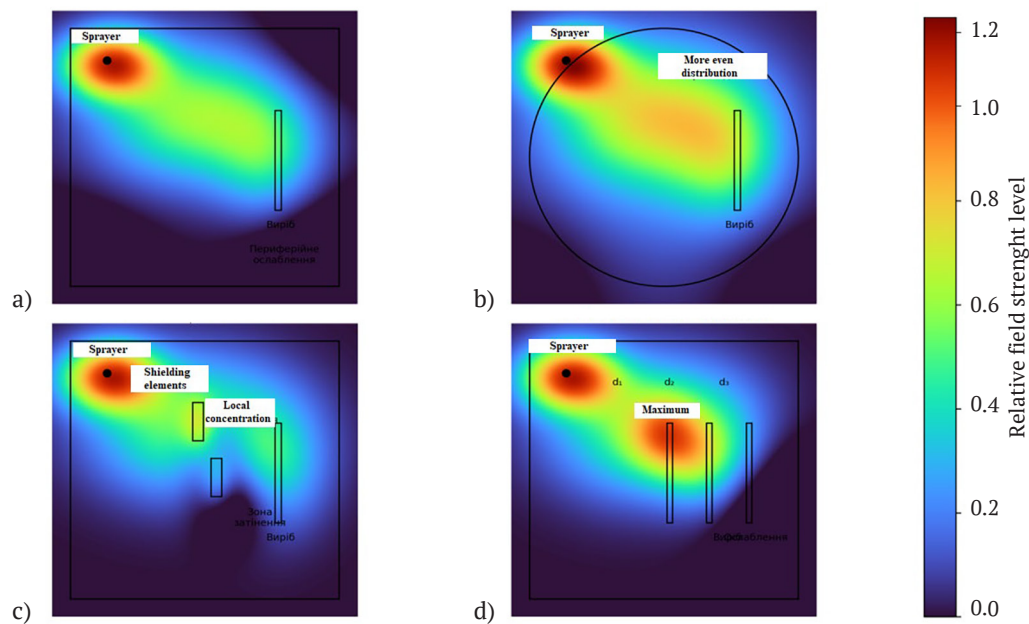 Sprayer
Виріб
Периферійне
ослаблення
a)
Sprayer
More even
distribution
Виріб
b)
Sprayer
Shielding
elements
Local
concentration
Зона
затінення
Виріб
c)
Sprayer
d₁
d₂
d₃
Maximum
d)
1.2
1.0
0.8
0.6
0.4
0.2
0.0
Relative field strenght level